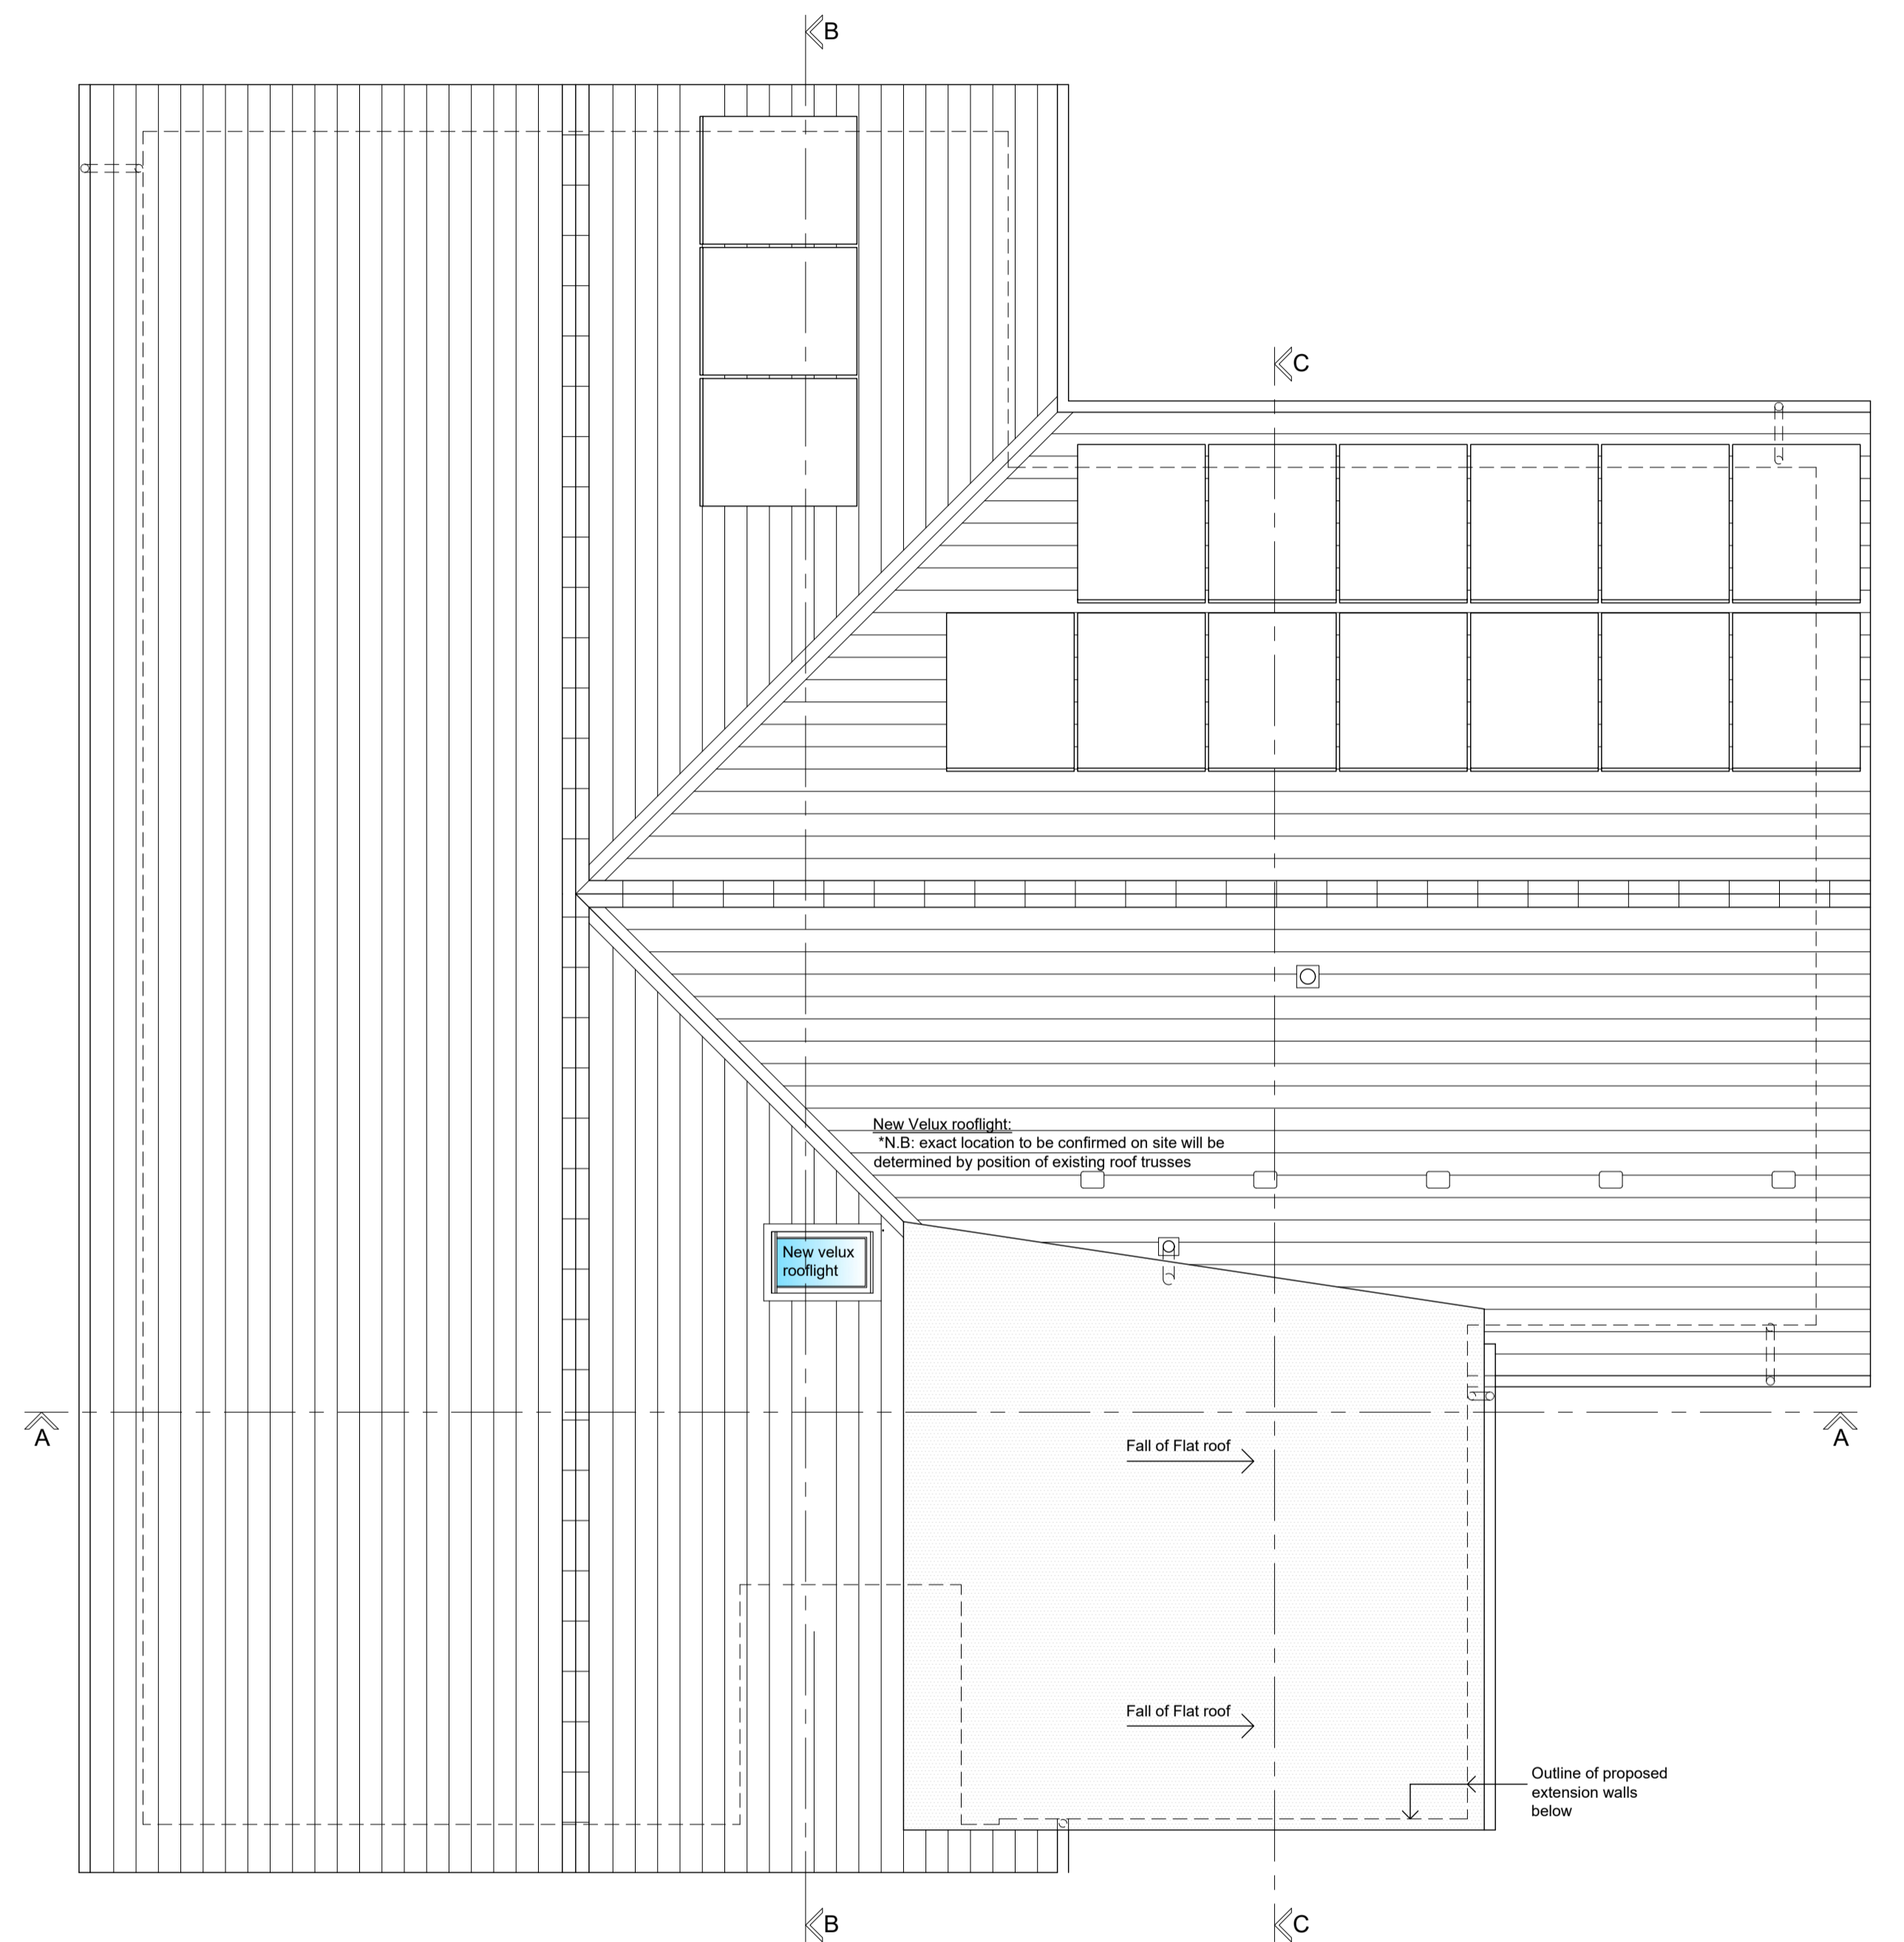 B
C
New Velux rooflight:
*N.B: exact location to be confirmed on site will be
determined by position of existing roof trusses
New velux
rooflight
A
A
Fall of Flat roof
Fall of Flat roof
Outline of proposed
extension walls
below
B
C